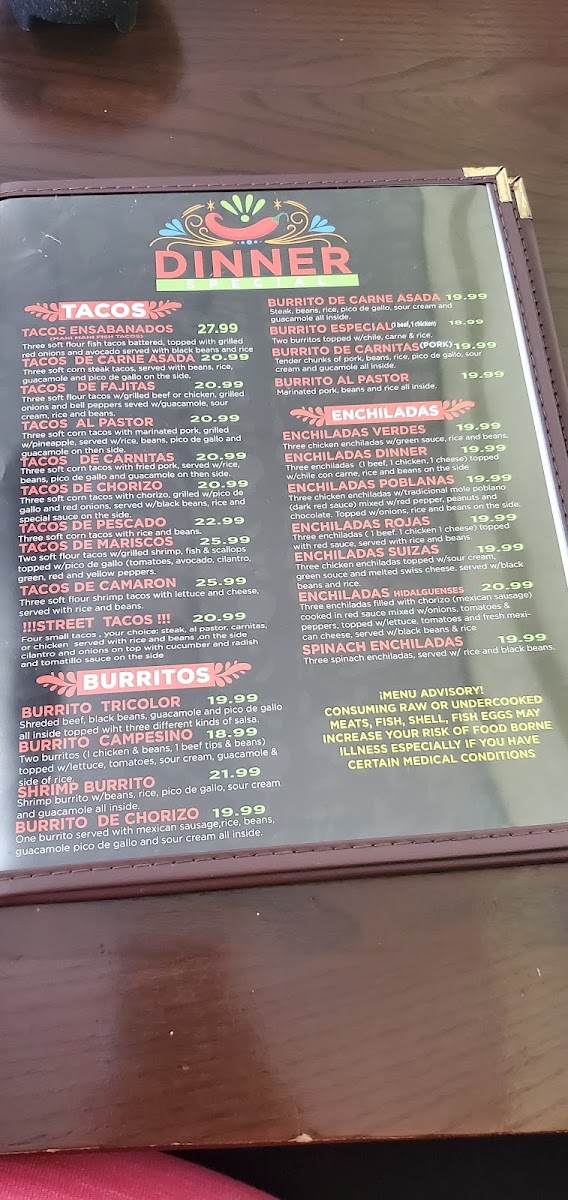 DINNER
SPECIAL
TACOS
TACOS ENSABANADOS 27.99
(MAHI MAHI FISH TACOS)
Three soft flour fish tacos battered, topped with grilled
red onions and avocado served with black beans and rice
TACOS DE CARNE ASADA 20.99
Three soft corn steak tacos, served with beans, rice,
guacamole and pico de gallo on the side.
TACOS DE FAJITAS 20.99
Three soft flour tacos w/grilled beef or chicken, grilled
onions and bell peppers seved w/guacamole, sour
cream, rice and beans.
TACOS AL PASTOR 20.99
Three soft corn tacos with marinated pork, grilled
w/pineapple, served w/rice, beans, pico de gallo and
guacamole on then side.
TACOS DE CARNITAS 20.99
Three soft corn tacos with fried pork, served w/rice,
beans, pico de gallo and guacomole on then side.
TACOS DE CHORIZO 20.99
Three soft corn tacos with chorizo, grilled w/pico de
gallo and red onions, served w/black beans, rice and
special sauce on the side.
TACOS DE PESCADO 22.99
Three soft corn tacos with rice and beans.
TACOS DE MARISCOS 25.99
Two soft flour tacos w/grilled shrimp, fish & scallops
topped w/pico de gallo (tomatoes, avocado, cilantro,
green, red and yellow peppers.
TACOS DE CAMARON 25.99
Three soft flour shrimp tacos with lettuce and cheese,
served with rice and beans.
!!!STREET TACOS !!! 20.99
Four small tacos , your choice: steak, al pastor, carnitas,
or chicken served with rice and beans ,on the side
cilantro and onions on top with cucumber and radish
and tomatillo sauce on the side
BURRITOS
BURRITO TRICOLOR 19.99
Shreded beef, black beans, guacamole and pico de gallo
all inside topped wiht three different kinds of salsa.
BURRITO CAMPESINO 18.99
Two burritos (1 chicken & beans, 1 beef tips & beans)
topped w/lettuce, tomatoes, sour cream, guacamole &
side of rice.
SHRIMP BURRITO 21.99
Shrimp burrito w/beans, rice, pico de gallo, sour cream
and guacamole all inside.
BURRITO DE CHORIZO 19.99
One burrito served with mexican sausage,rice, beans,
guacamole pico de gallo and sour cream all inside.
BURRITO DE CARNE ASADA 19.99
Steak, beans, rice, pico de gallo, sour cream and
guacamole all inside.
BURRITO ESPECIAL(1 beef, 1 chicken) 18.99
Two burritos topped w/chile, carne & rice.
BURRITO DE CARNITAS(PORK) 19.99
Tender chunks of pork, beans, rice, pico de gallo, sour
cream and gucamole all inside.
BURRITO AL PASTOR 19.99
Marinated pork, beans and rice all inside.
ENCHILADAS
ENCHILADAS VERDES 19.99
Three chicken enchiladas w/green sauce, rice and beans.
ENCHILADAS DINNER 19.99
Three enchiladas (1 beef, 1 chicken, 1 cheese) topped
w/chile con carne, rice and beans on the side
ENCHILADAS POBLANAS 19.99
Three chicken enchiladas w/traditional mole poblano
(dark red sauce) mixed w/red pepper, peanuts and
chocolate. Topped w/onions, rice and beans on the side.
ENCHILADAS ROJAS 19.99
Three enchiladas ( 1 beef. 1 chicken 1 cheese) topped
with red sauce, served with rice and beans.
ENCHILADAS SUIZAS 19.99
Three chicken enchiladas topped w/sour cream,
green sauce and melted swiss cheese. served w/black
beans and rice.
ENCHILADAS HIDALGUENSES 20.99
Three enchiladas filled with chorizo (mexican sausage)
cooked in red sauce mixed w/onions, tomatoes &
peppers, topped w/lettuce, tomatoes and fresh mexi-
can cheese, served w/black beans & rice
SPINACH ENCHILADAS 19.99
Three spinach enchiladas, served w/ rice and black beans.
¡MENU ADVISORY!
CONSUMING RAW OR UNDERCOOKED
MEATS, FISH, SHELL, FISH EGGS MAY
INCREASE YOUR RISK OF FOOD BORNE
ILLNESS ESPECIALLY IF YOU HAVE
CERTAIN MEDICAL CONDITIONS